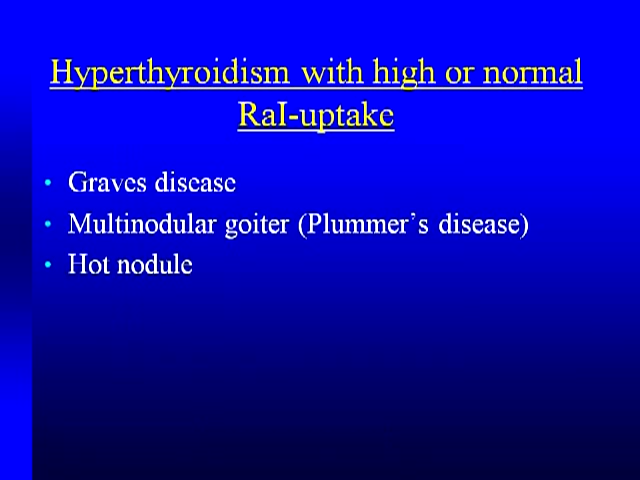 Hyperthyroidism with high or normal
RaI-uptake
• Graves disease
• Multinodular goiter (Plummer’s disease)
• Hot nodule